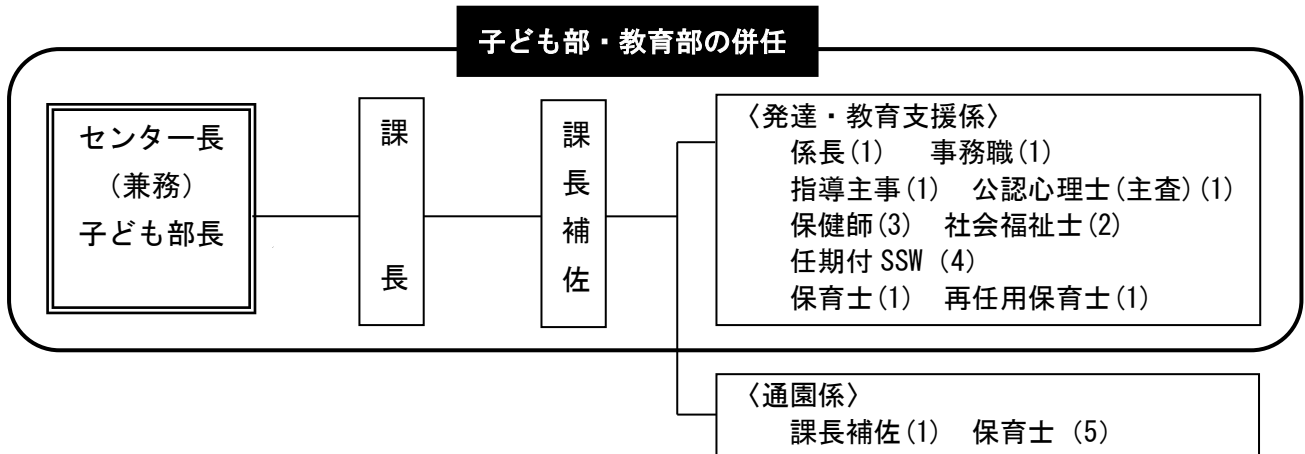 子ども部・教育部の併任
センター長
（兼務）
子ども部長
課長
課長補佐
〈発達・教育支援係〉
係長(1)　事務職(1)
指導主事(1)　公認心理士(主査)(1)
保健師(3)　社会福祉士(2)
任期付 SSW (4)
保育士(1)　再任用保育士(1)
〈通園係〉
課長補佐(1)　保育士 (5)